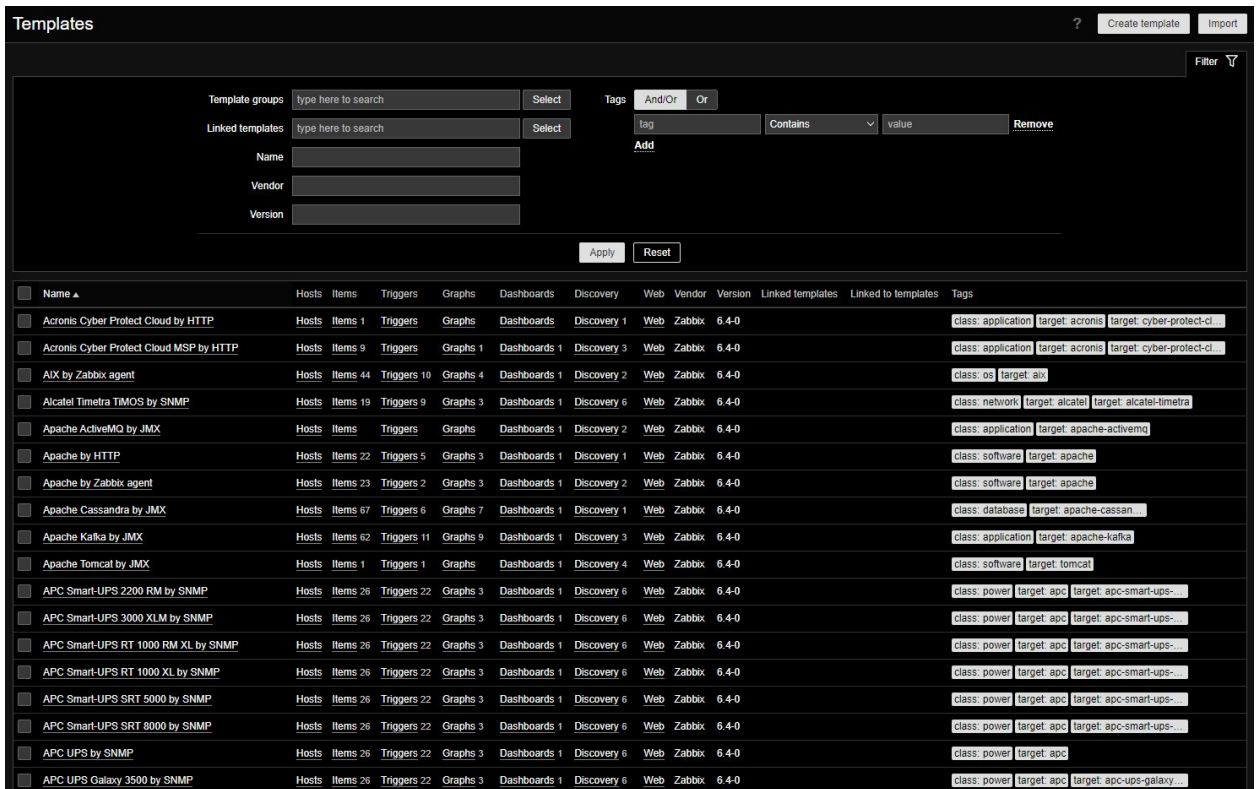 Templates
? Create template Import
Filter
Template groups type here to search Select Tags And/Or Or
Linked templates type here to search Select tag Contains value Remove
Name Add
Vendor
Version
Apply Reset
Name Hosts Items Triggers Graphs Dashboards Discovery Web Vendor Version Linked templates Linked to templates Tags
Acronis Cyber Protect Cloud by HTTP Hosts Items 1 Triggers Graphs Dashboards Discovery 1 Web Zabbix 6.4-0 class: application target: acronis target: cyber-protect-cl...
Acronis Cyber Protect Cloud MSP by HTTP Hosts Items 9 Triggers Graphs 1 Dashboards 1 Discovery 3 Web Zabbix 6.4-0 class: application target: acronis target: cyber-protect-cl...
AIX by Zabbix agent Hosts Items 44 Triggers 10 Graphs 4 Dashboards 1 Discovery 2 Web Zabbix 6.4-0 class: os target: aix
Alcatel Timetra TiMOS by SNMP Hosts Items 19 Triggers 9 Graphs 3 Dashboards 1 Discovery 6 Web Zabbix 6.4-0 class: network target: alcatel target: alcatel-timetra
Apache ActiveMQ by JMX Hosts Items Triggers Graphs Dashboards 1 Discovery 2 Web Zabbix 6.4-0 class: application target: apache-activemq
Apache by HTTP Hosts Items 22 Triggers 5 Graphs 3 Dashboards 1 Discovery 1 Web Zabbix 6.4-0 class: software target: apache
Apache by Zabbix agent Hosts Items 23 Triggers 2 Graphs 3 Dashboards 1 Discovery 2 Web Zabbix 6.4-0 class: software target: apache
Apache Cassandra by JMX Hosts Items 67 Triggers 6 Graphs 7 Dashboards 1 Discovery 1 Web Zabbix 6.4-0 class: database target: apache-cassan...
Apache Kafka by JMX Hosts Items 62 Triggers 11 Graphs 9 Dashboards 1 Discovery 3 Web Zabbix 6.4-0 class: application target: apache-kafka
Apache Tomcat by JMX Hosts Items 1 Triggers 1 Graphs Dashboards 1 Discovery 4 Web Zabbix 6.4-0 class: software target: tomcat
APC Smart-UPS 2200 RM by SNMP Hosts Items 26 Triggers 22 Graphs 3 Dashboards 1 Discovery 6 Web Zabbix 6.4-0 class: power target: apc target: apc-smart-ups-...
APC Smart-UPS 3000 XLM by SNMP Hosts Items 26 Triggers 22 Graphs 3 Dashboards 1 Discovery 6 Web Zabbix 6.4-0 class: power target: apc target: apc-smart-ups-...
APC Smart-UPS RT 1000 RM XL by SNMP Hosts Items 26 Triggers 22 Graphs 3 Dashboards 1 Discovery 6 Web Zabbix 6.4-0 class: power target: apc target: apc-smart-ups-...
APC Smart-UPS RT 1000 XL by SNMP Hosts Items 26 Triggers 22 Graphs 3 Dashboards 1 Discovery 6 Web Zabbix 6.4-0 class: power target: apc target: apc-smart-ups-...
APC Smart-UPS SRT 5000 by SNMP Hosts Items 26 Triggers 22 Graphs 3 Dashboards 1 Discovery 6 Web Zabbix 6.4-0 class: power target: apc target: apc-smart-ups-...
APC Smart-UPS SRT 8000 by SNMP Hosts Items 26 Triggers 22 Graphs 3 Dashboards 1 Discovery 6 Web Zabbix 6.4-0 class: power target: apc target: apc-smart-ups-...
APC UPS by SNMP Hosts Items 26 Triggers 22 Graphs 3 Dashboards 1 Discovery 6 Web Zabbix 6.4-0 class: power target: apc
APC UPS Galaxy 3500 by SNMP Hosts Items 26 Triggers 22 Graphs 3 Dashboards 1 Discovery 6 Web Zabbix 6.4-0 class: power target: apc target: apc-ups-galaxy...